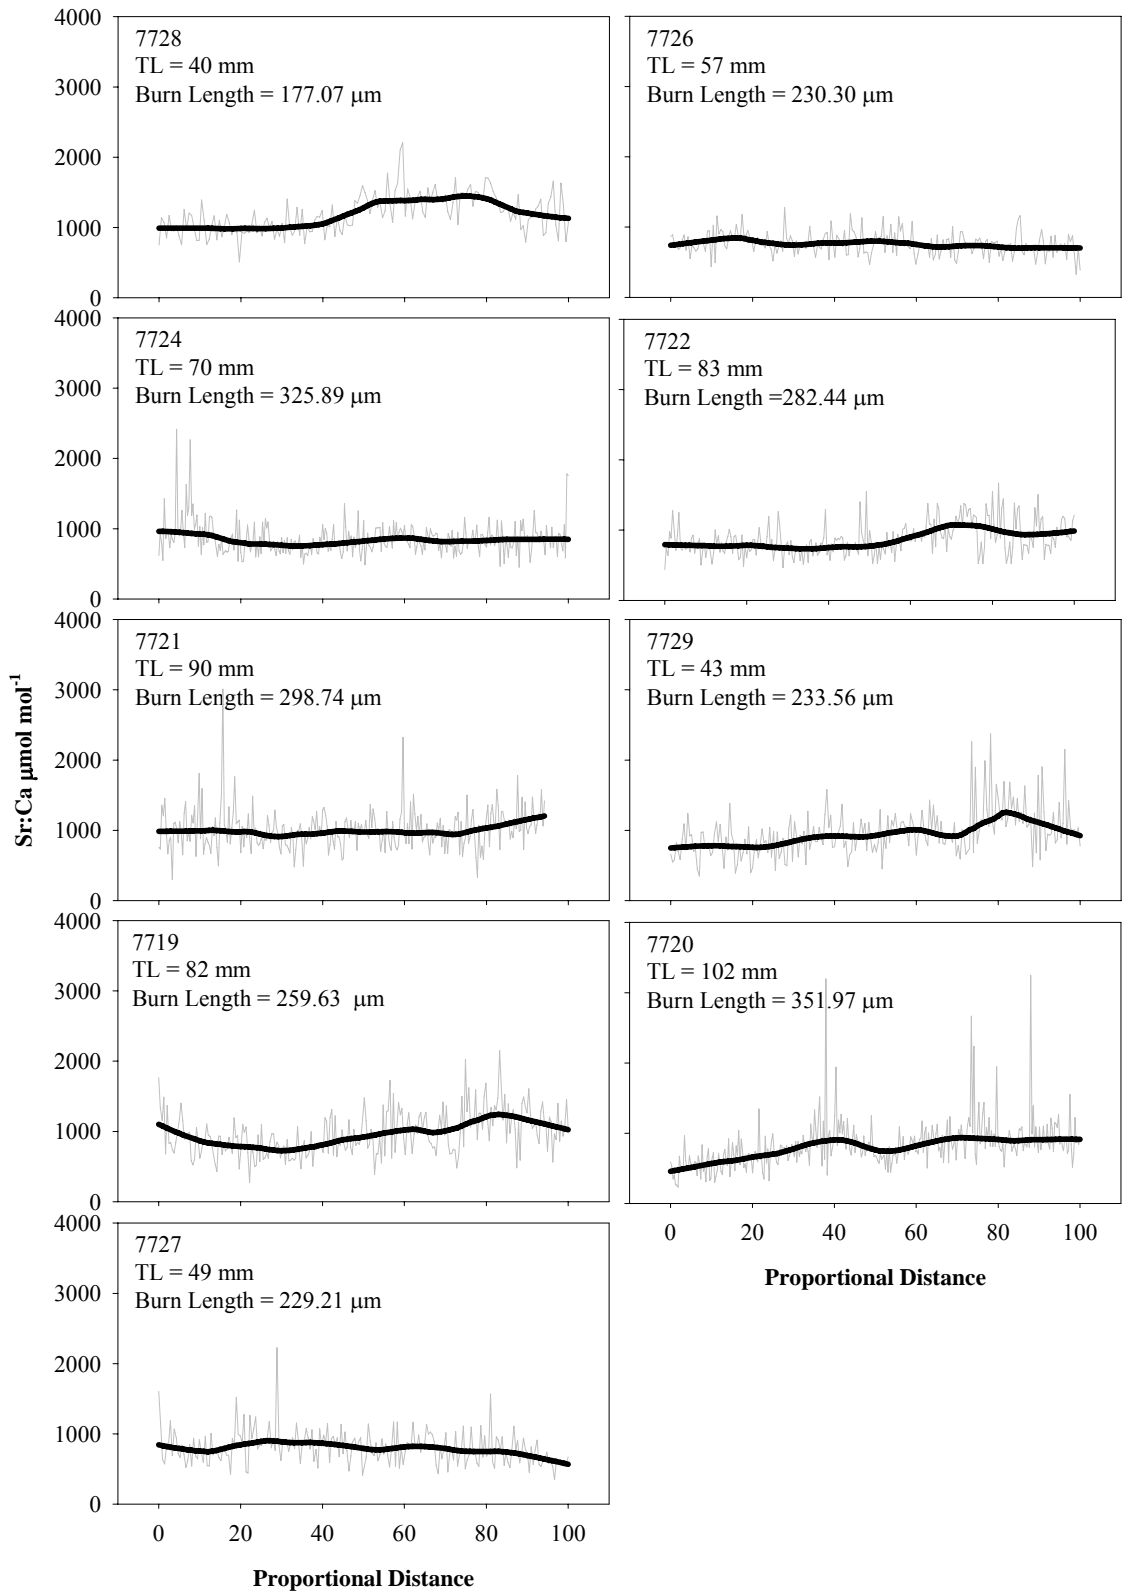 4000
3000
2000
1000
0
7728
TL = 40 mm
Burn Length = 177.07 μm
7726
TL = 57 mm
Burn Length = 230.30 μm
4000
3000
2000
1000
0
7724
TL = 70 mm
Burn Length = 325.89 μm
7722
TL = 83 mm
Burn Length =282.44 μm
Sr:Ca μmol mol⁻¹
4000
3000
2000
1000
0
7721
TL = 90 mm
Burn Length = 298.74 μm
7729
TL = 43 mm
Burn Length = 233.56 μm
4000
3000
2000
1000
0
7719
TL = 82 mm
Burn Length = 259.63 μm
7720
TL = 102 mm
Burn Length = 351.97 μm
0 20 40 60 80 100
Proportional Distance
4000
3000
2000
1000
0
7727
TL = 49 mm
Burn Length = 229.21 μm
0 20 40 60 80 100
Proportional Distance